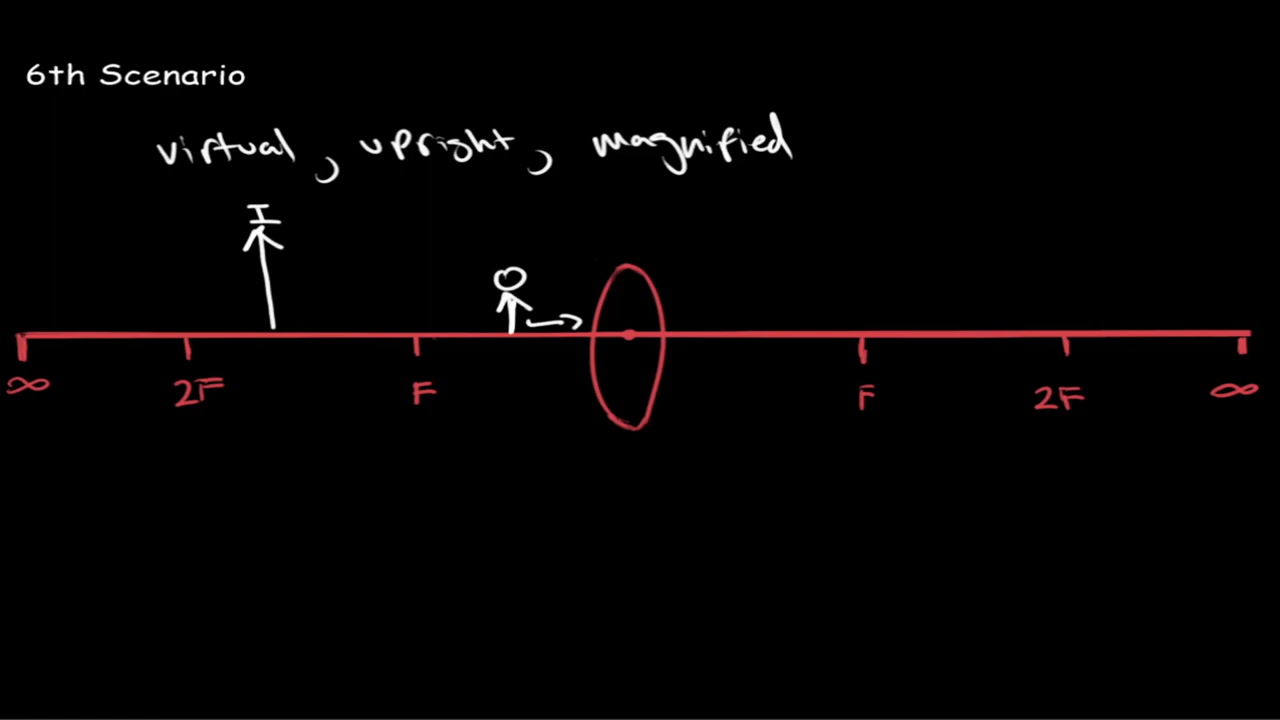 6th Scenario
virtual, upright, magnified
I
O
∞ 2F F F 2F ∞